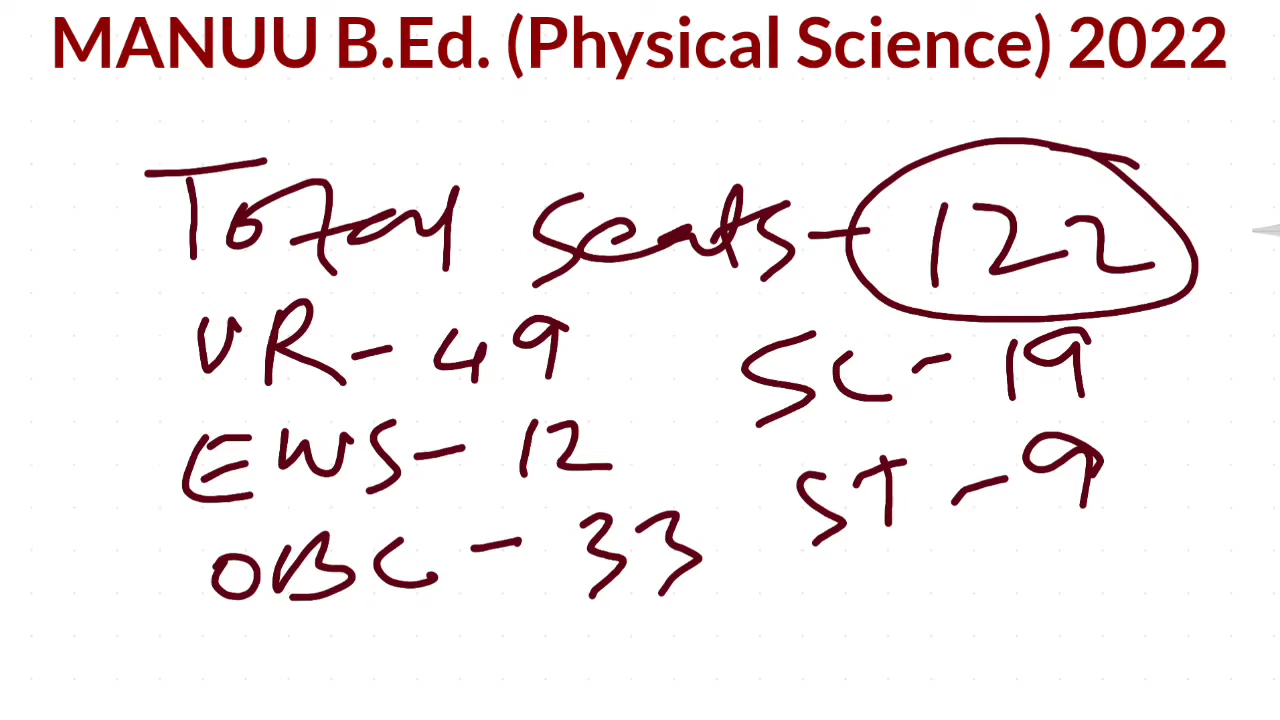 MANUU B.Ed. (Physical Science) 2022
Total seats - 122
UR - 49
SC - 19
EWS - 12
ST - 9
OBC - 33